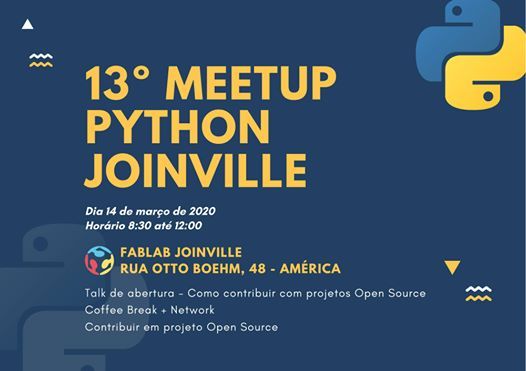 13° MEETUP
PYTHON
JOINVILLE
Dia 14 de março de 2020
Horário 8:30 até 12:00
FABLAB JOINVILLE
RUA OTTO BOEHM, 48 - AMÉRICA
Talk de abertura - Como contribuir com projetos Open Source
Coffee Break + Network
Contribuir em projeto Open Source